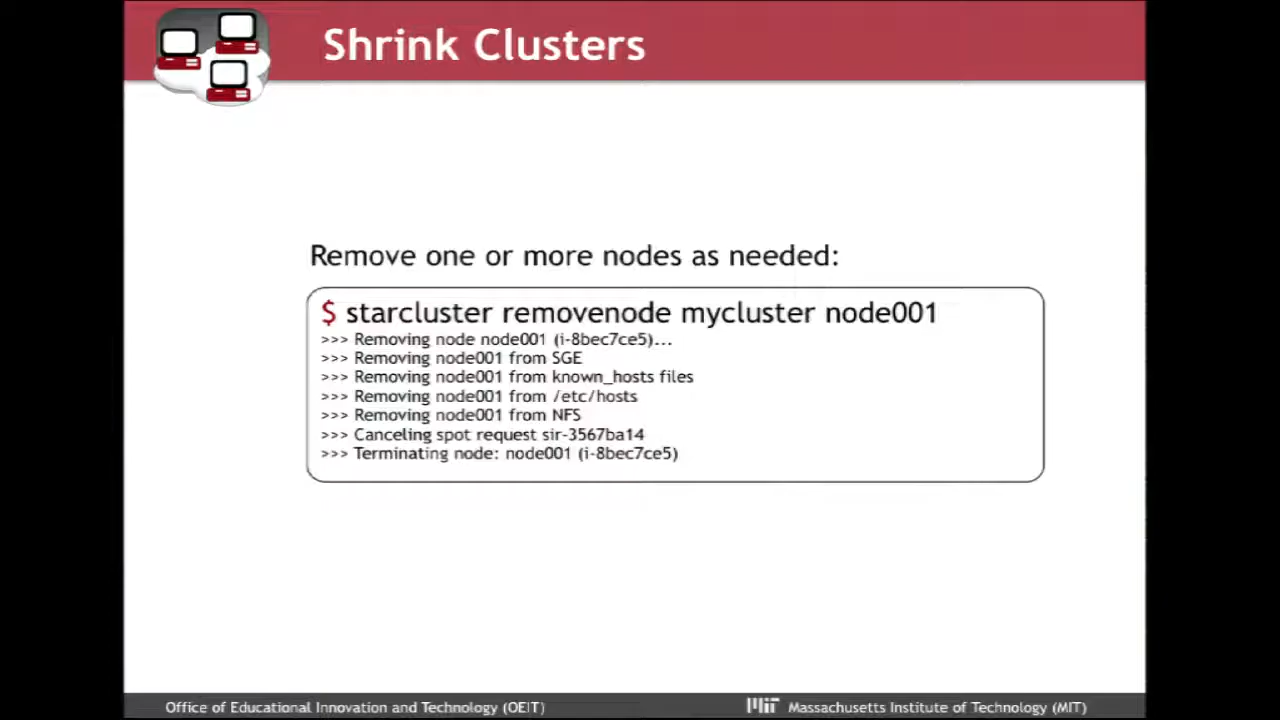 Shrink Clusters
Remove one or more nodes as needed:
$ starcluster removenode mycluster node001
>>> Removing node node001 (i-8bec7ce5)...
>>> Removing node001 from SGE
>>> Removing node001 from known_hosts files
>>> Removing node001 from /etc/hosts
>>> Removing node001 from NFS
>>> Canceling spot request sir-3567ba14
>>> Terminating node: node001 (i-8bec7ce5)
Office of Educational Innovation and Technology (OEIT)
MIT Massachusetts Institute of Technology (MIT)